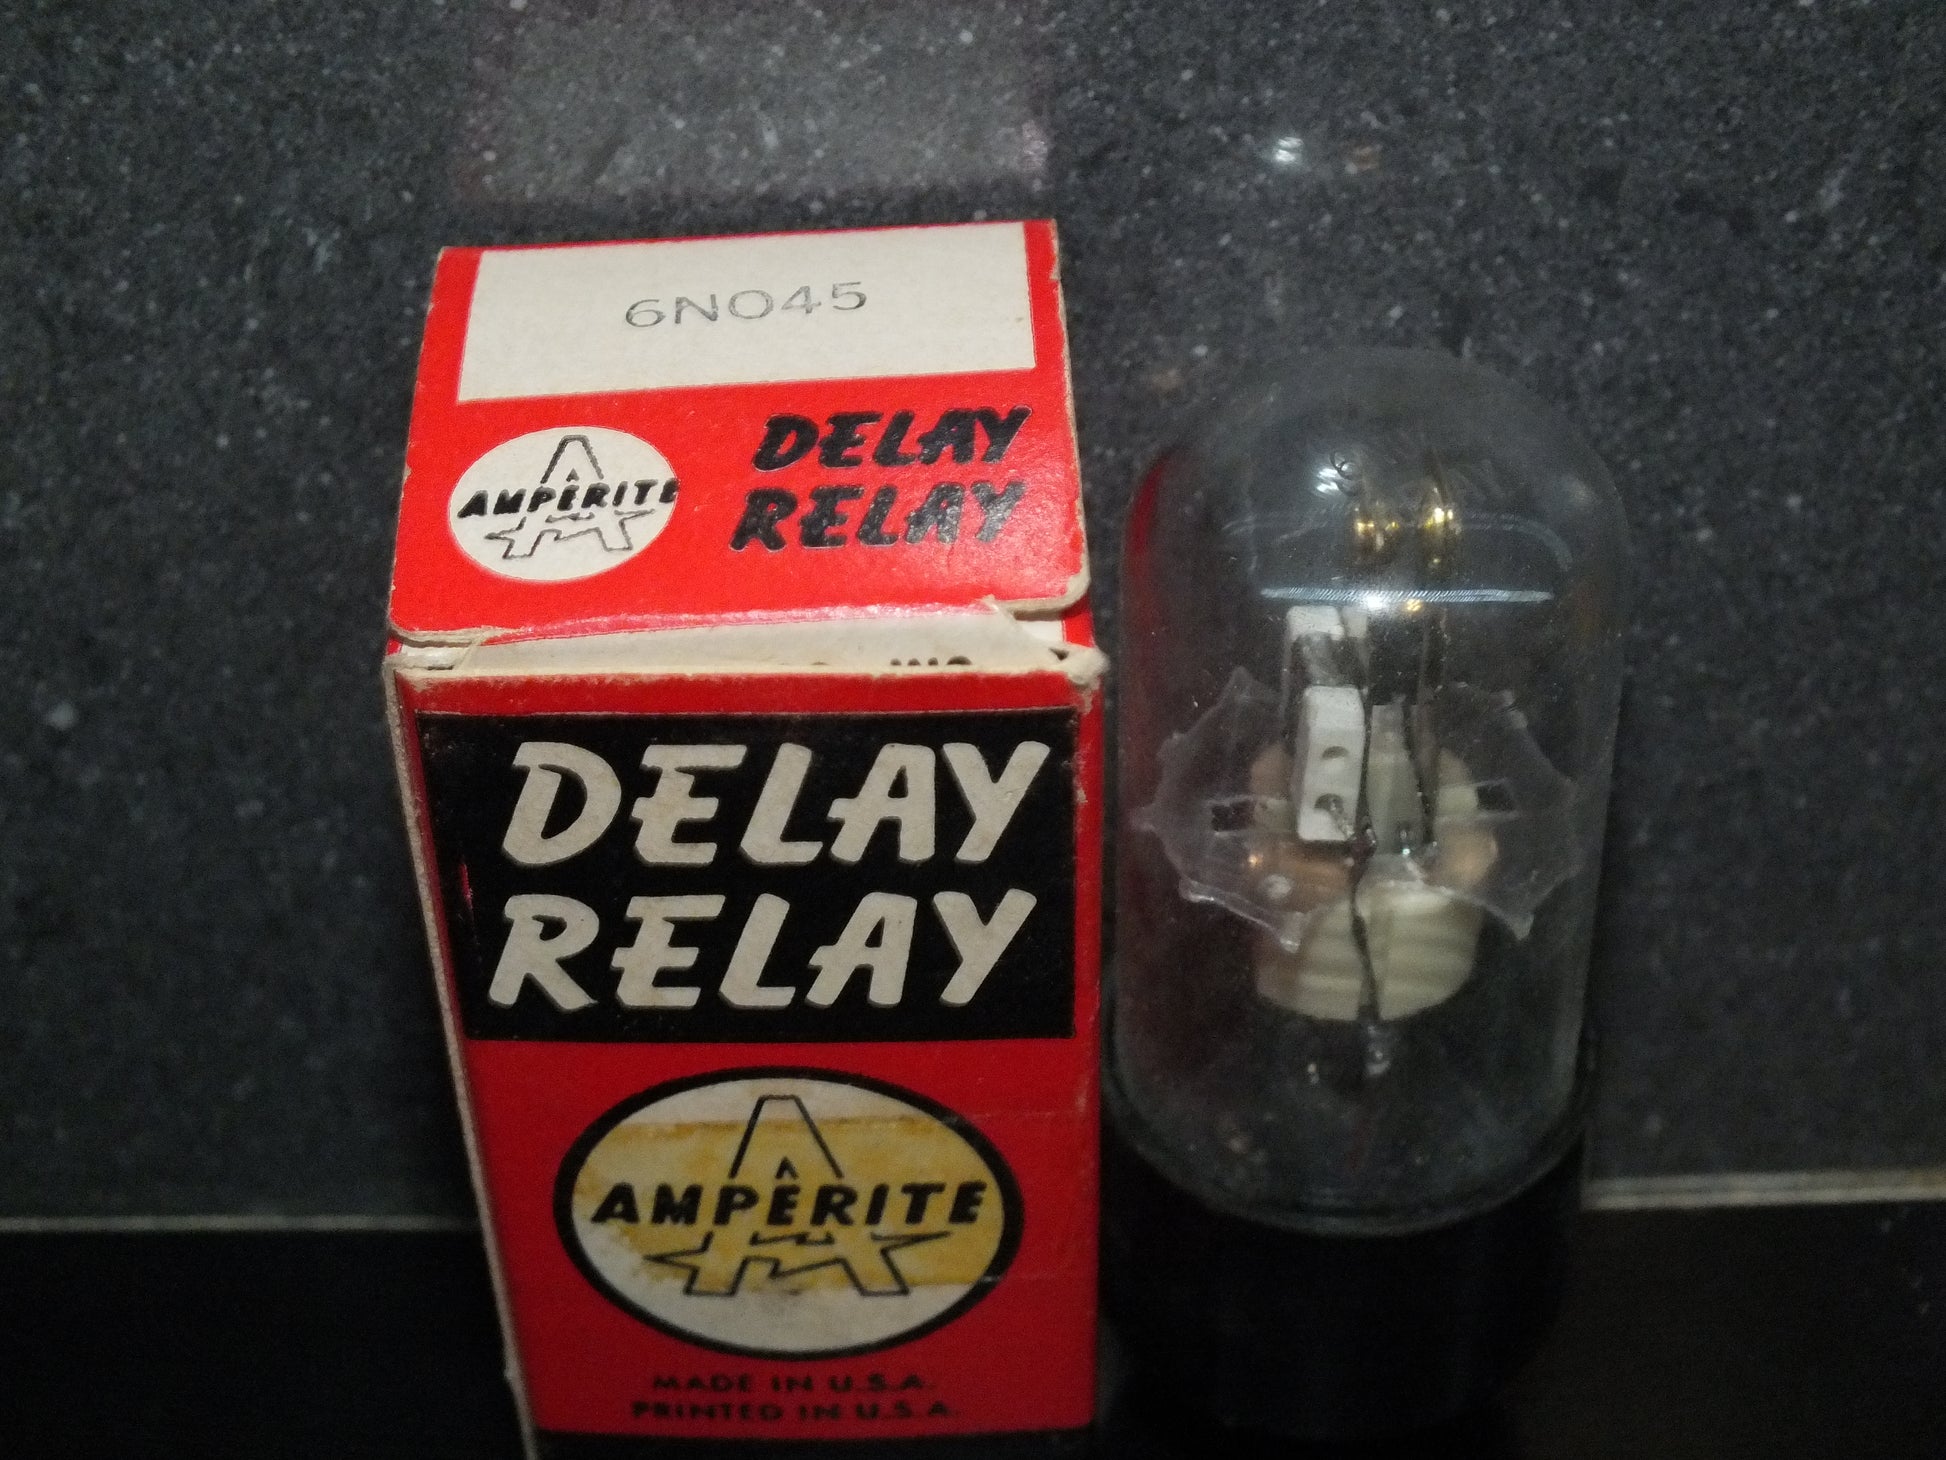 6NO45
AMPERITE
DELAY
RELAY
DELAY
RELAY
AMPERITE
MADE IN U.S.A.
PRINTED IN U.S.A.